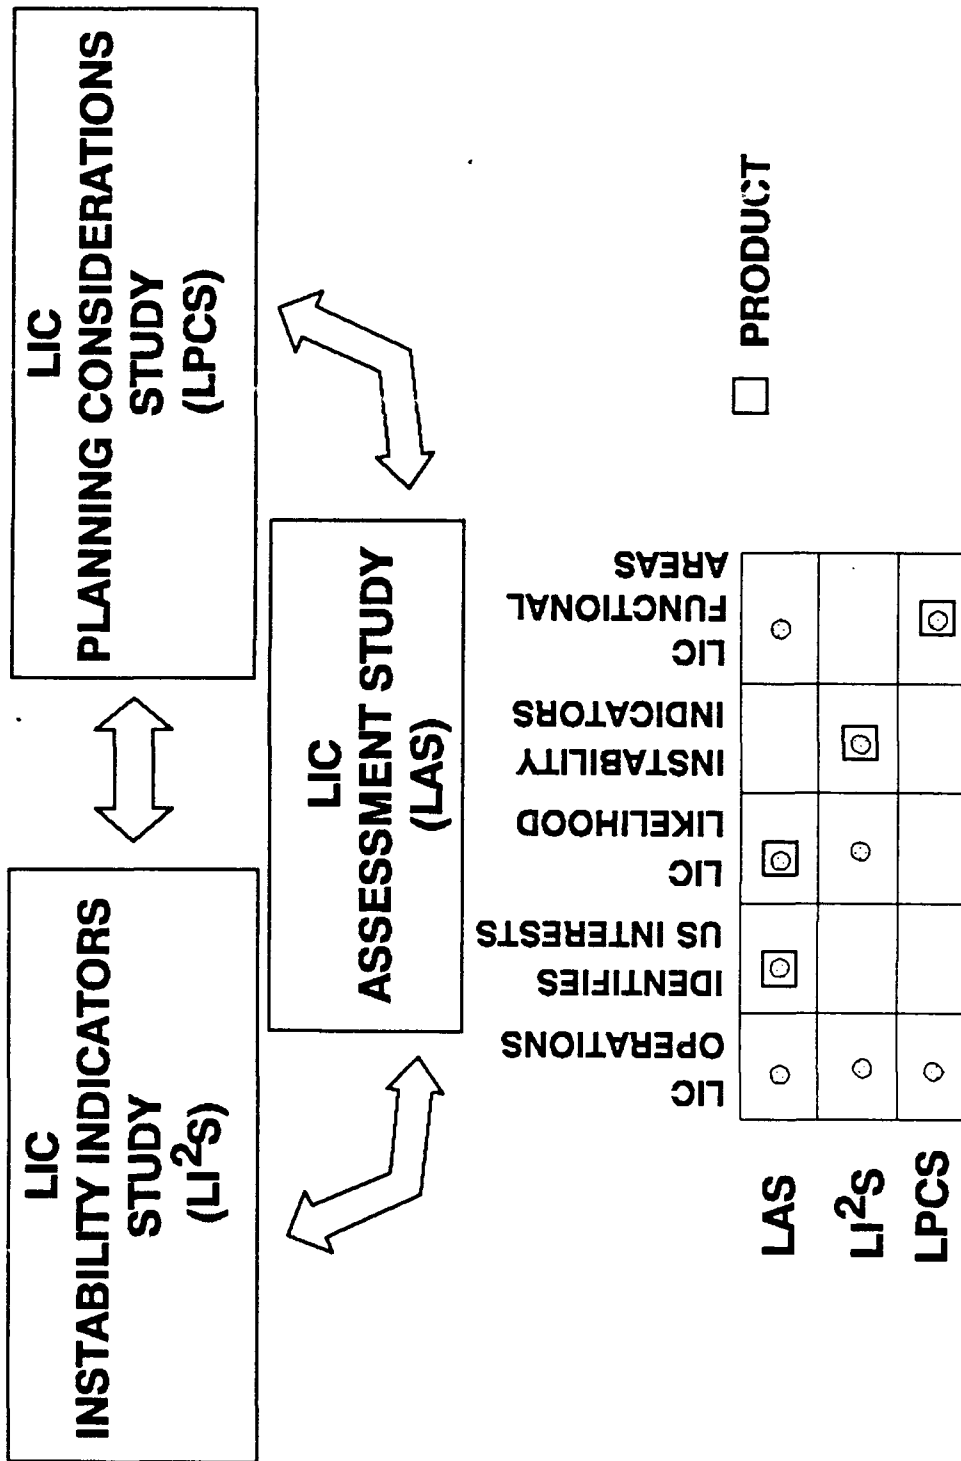 LIC
INSTABILITY INDICATORS
STUDY
(LI²S)
LIC
PLANNING CONSIDERATIONS
STUDY
(LPCS)
LIC
ASSESSMENT STUDY
(LAS)
LIC
OPERATIONS
IDENTIFIES
US INTERESTS
LIC
LIKELIHOOD
INSTABILITY
INDICATORS
LIC
FUNCTIONAL
AREAS
LAS
LI²S
LPCS
PRODUCT